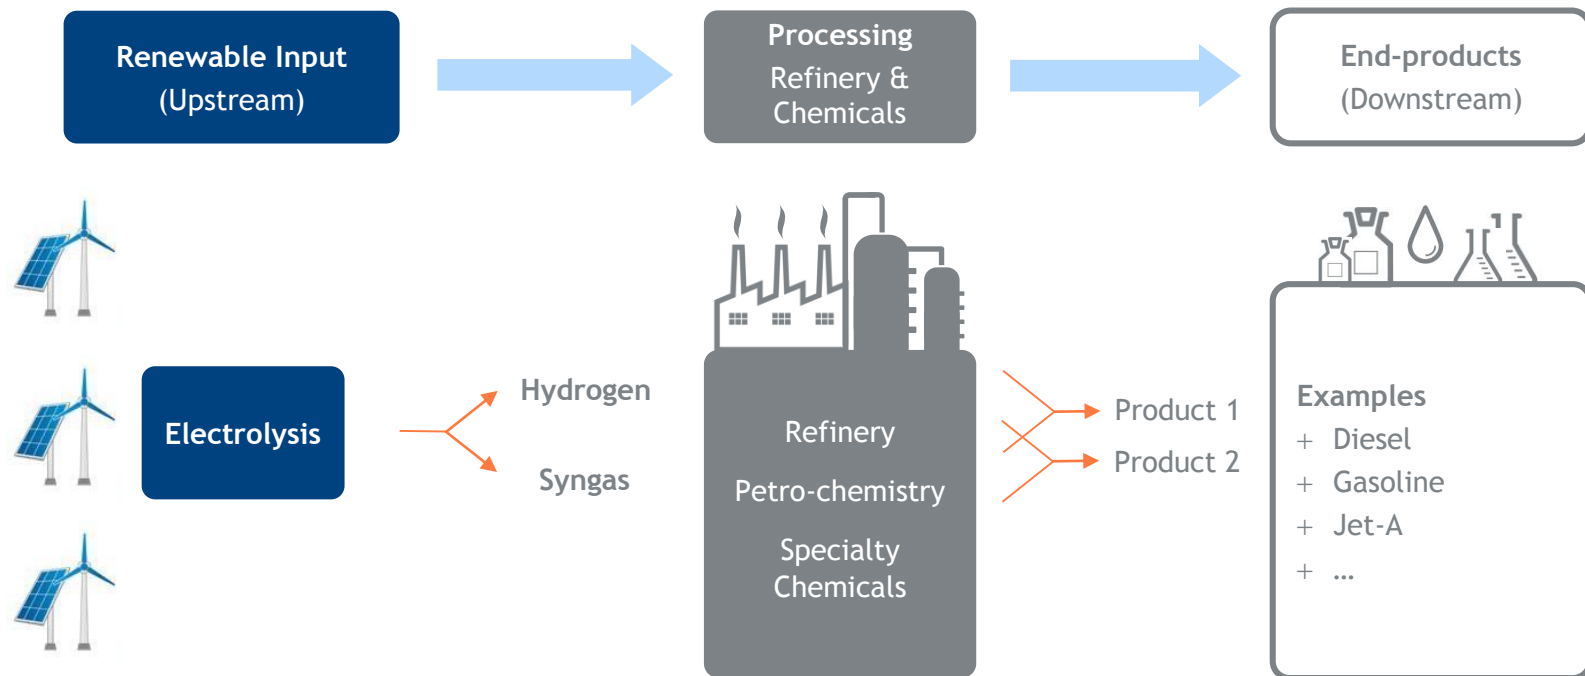 Renewable Input
(Upstream)
Processing
Refinery &
Chemicals
End-products
(Downstream)
Electrolysis
Hydrogen
Syngas
Refinery
Petro-chemistry
Specialty
Chemicals
Product 1
Product 2
Examples
+ Diesel
+ Gasoline
+ Jet-A
+ …